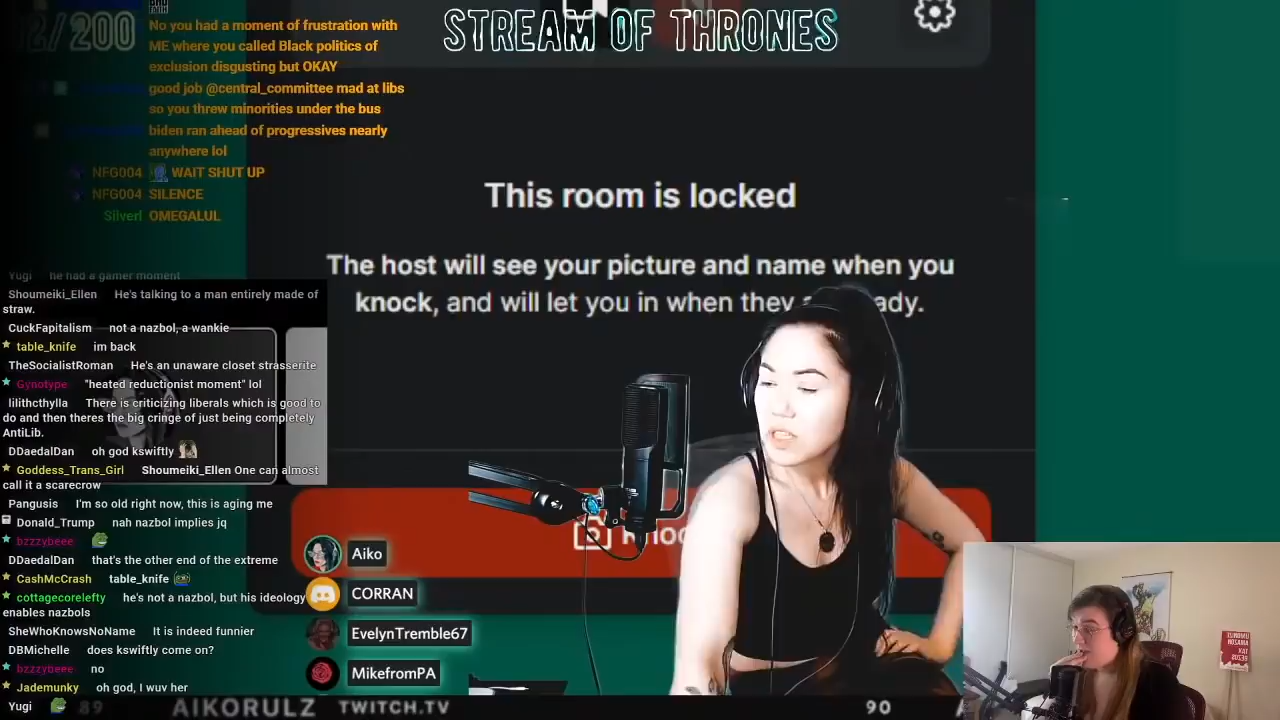 2/200
STREAM OF THRONES
No you had a moment of frustration with
ME where you called Black politics of
exclusion disgusting but OKAY
good job @central_committee mad at libs
so you threw minorities under the bus
biden ran ahead of progressives nearly
anywhere lol
NFG004 WAIT SHUT UP
NFG004 SILENCE
Silverl OMEGALUL
This room is locked
The host will see your picture and name when you
knock, and will let you in when they ady.
Knoc
Yugi he had a gamer moment
Shoumeiki_Ellen He's talking to a man entirely made of
straw.
CuckFapitalism not a nazbol, a wankie
table_knife im back
TheSocialistRoman He's an unaware closet strasserite
Gynotype "heated reductionist moment" lol
lilithcthylla There is criticizing liberals which is good to
do and then theres the big cringe of just being completely
AntiLib.
DDaedalDan oh god kswiftly
Goddess_Trans_Girl Shoumeiki_Ellen One can almost
call it a scarecrow
Pangusis I'm so old right now, this is aging me
Donald_Trump nah nazbol implies jq
bzzzybeee
DDaedalDan that's the other end of the extreme
CashMcCrash table_knife
cottagecorelefty he's not a nazbol, but his ideology
enables nazbols
SheWhoKnowsNoName It is indeed funnier
DBMichelle does kswiftly come on?
bzzzybeee no
Jademunky oh god, I wuv her
Yugi
Aiko
CORRAN
EvelynTremble67
MikefromPA
89 AIKORULZ TWITCH.TV 90